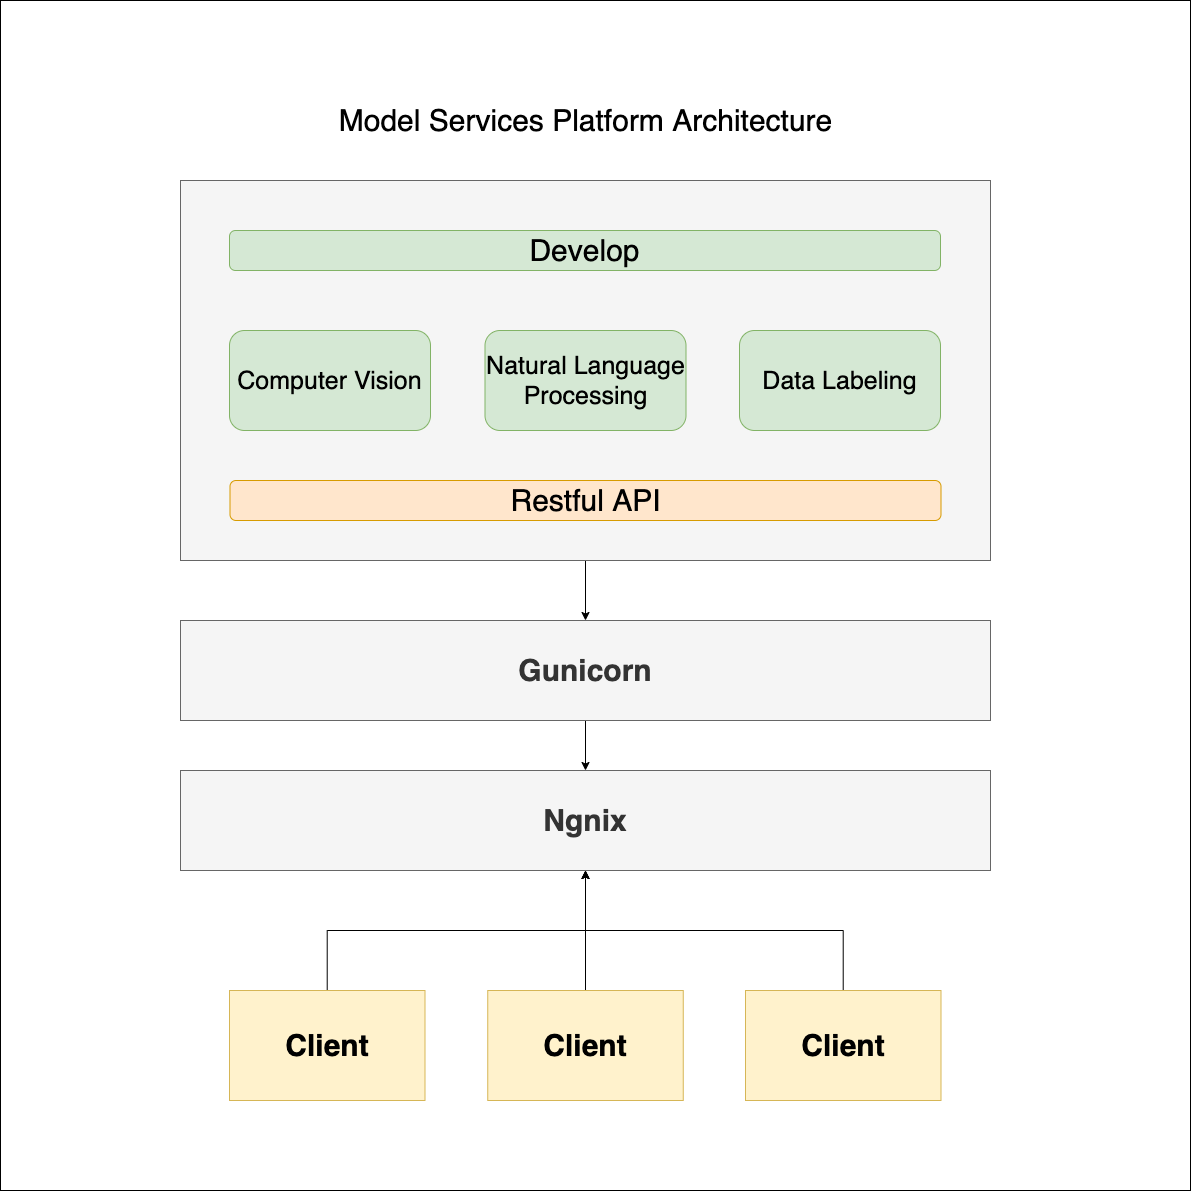 Model Services Platform Architecture
Develop
Computer Vision
Natural Language
Processing
Data Labeling
Restful API
Gunicorn
Ngnix
Client
Client
Client